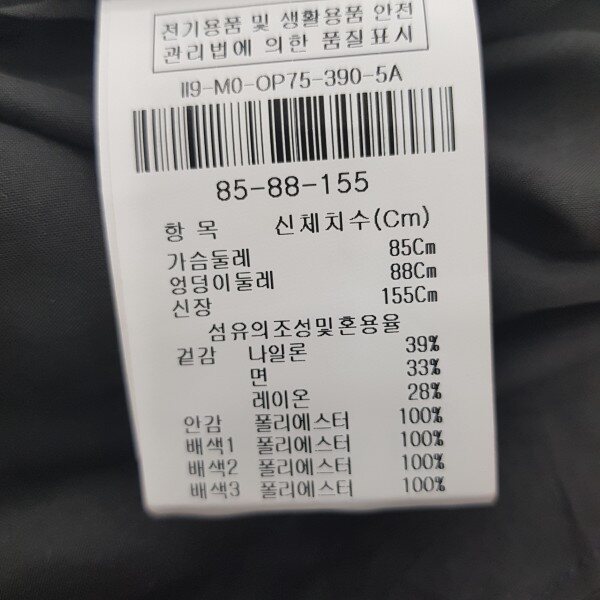 전기용품 및 생활용품 안전
관리법에 의한 품질표시
II9-M0-OP75-390-5A
85-88-155
항 목 신체치수(Cm)
가슴둘레 85Cm
엉덩이둘레 88Cm
신장 155Cm
섬유의조성및혼용율
겉감 나일론 39%
면 33%
레이온 28%
안감 폴리에스터 100%
배색1 폴리에스터 100%
배색2 폴리에스터 100%
배색3 폴리에스터 100%